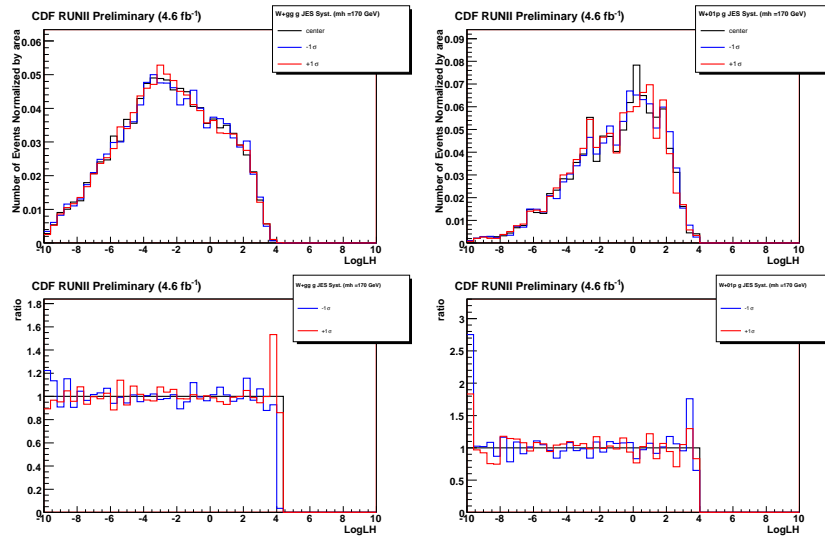 CDF RUNII Preliminary (4.6 fb-1)
W+gg g JES Syst. (mh =170 GeV)
center
-1σ
+1σ
Number of Events Normalized by area
0.06
0.05
0.04
0.03
0.02
0.01
0
-10 -8 -6 -4 -2 0 2 4 6 8 10
LogLH
CDF RUNII Preliminary (4.6 fb-1)
W+01p g JES Syst. (mh =170 GeV)
center
-1σ
+1σ
Number of Events Normalized by area
0.09
0.08
0.07
0.06
0.05
0.04
0.03
0.02
0.01
0
-10 -8 -6 -4 -2 0 2 4 6 8 10
LogLH
CDF RUNII Preliminary (4.6 fb-1)
W+gg g JES Syst. (mh =170 GeV)
-1σ
+1σ
ratio
1.8
1.6
1.4
1.2
1
0.8
0.6
0.4
0.2
0
-10 -8 -6 -4 -2 0 2 4 6 8 10
LogLH
CDF RUNII Preliminary (4.6 fb-1)
W+01p g JES Syst. (mh =170 GeV)
-1σ
+1σ
ratio
3
2.5
2
1.5
1
0.5
0
-10 -8 -6 -4 -2 0 2 4 6 8 10
LogLH